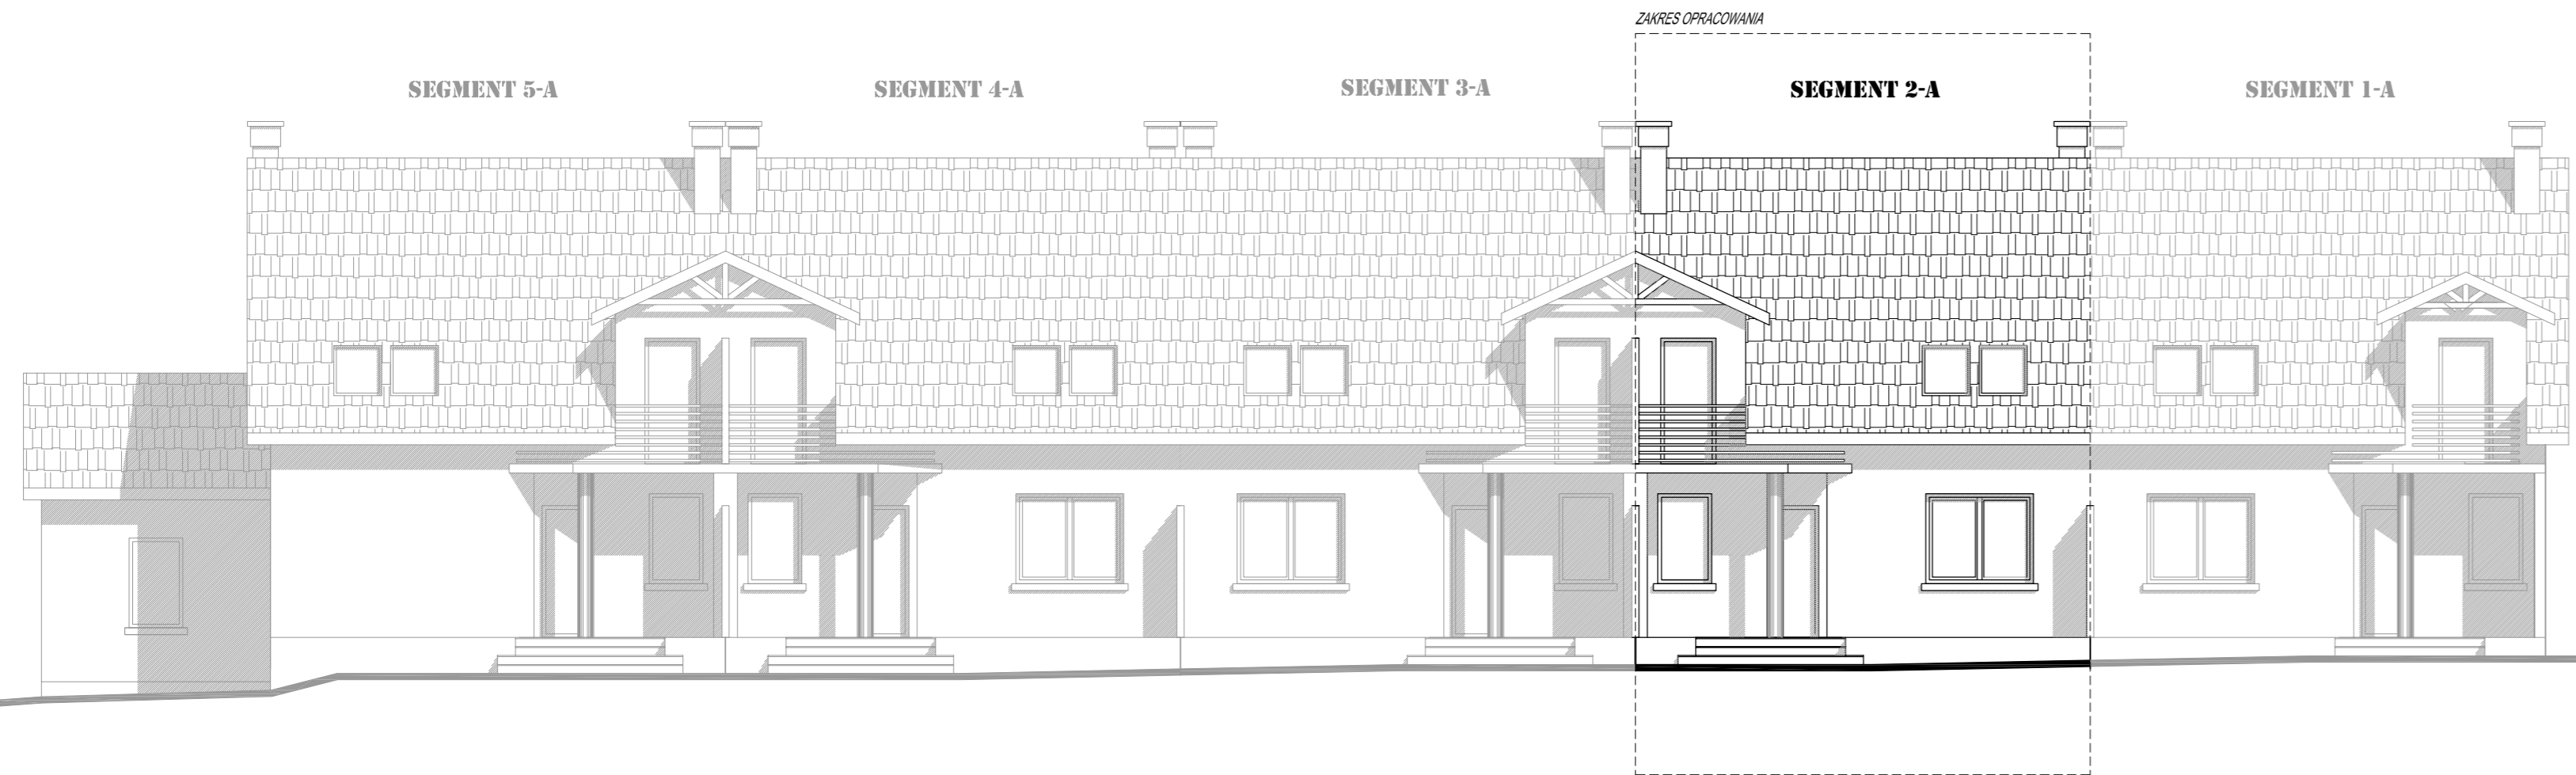 ZAKRES OPRACOWANIA
SEGMENT 5-A
SEGMENT 4-A
SEGMENT 3-A
SEGMENT 2-A
SEGMENT 1-A